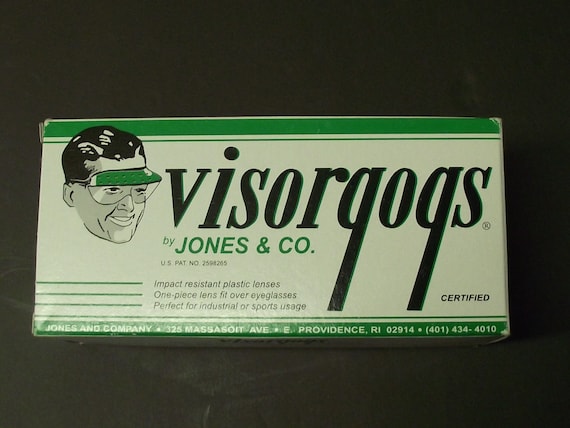 visorgogs®
by JONES & CO.
U.S. PAT. NO. 2598265
Impact resistant plastic lenses
One-piece lens fit over eyeglasses
Perfect for industrial or sports usage
CERTIFIED
JONES AND COMPANY • 325 MASSASOIT AVE. • E. PROVIDENCE, RI 02914 • (401) 434-4010